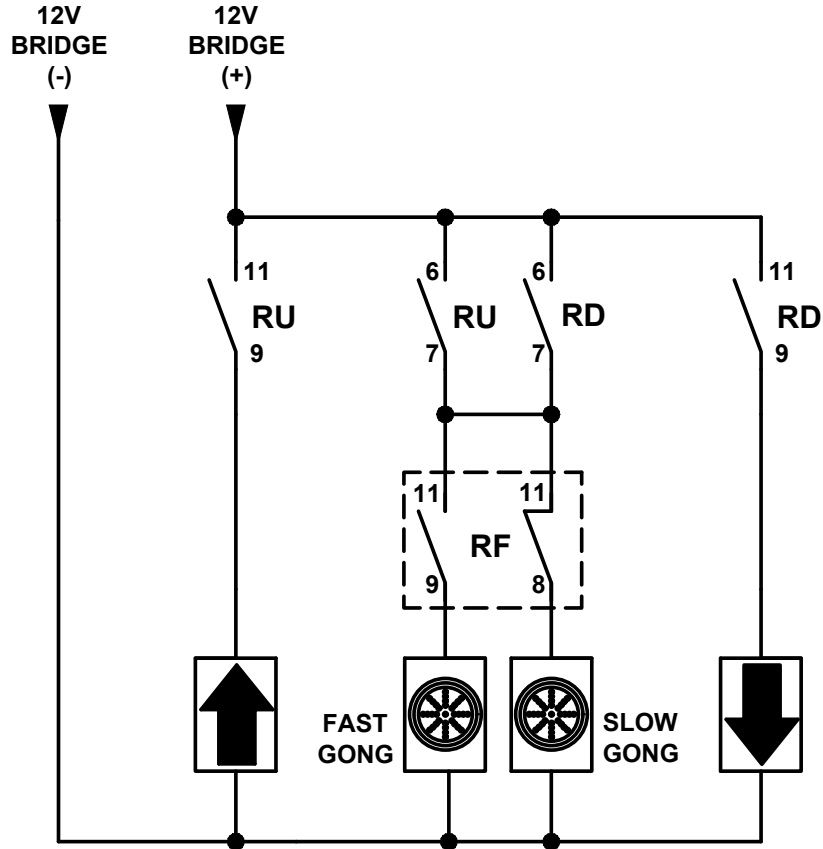 12V
BRIDGE
(-)
12V
BRIDGE
(+)
11
RU
9
6
RU
7
6
RD
7
11
RD
9
11
11
RF
9
8
FAST
GONG
SLOW
GONG